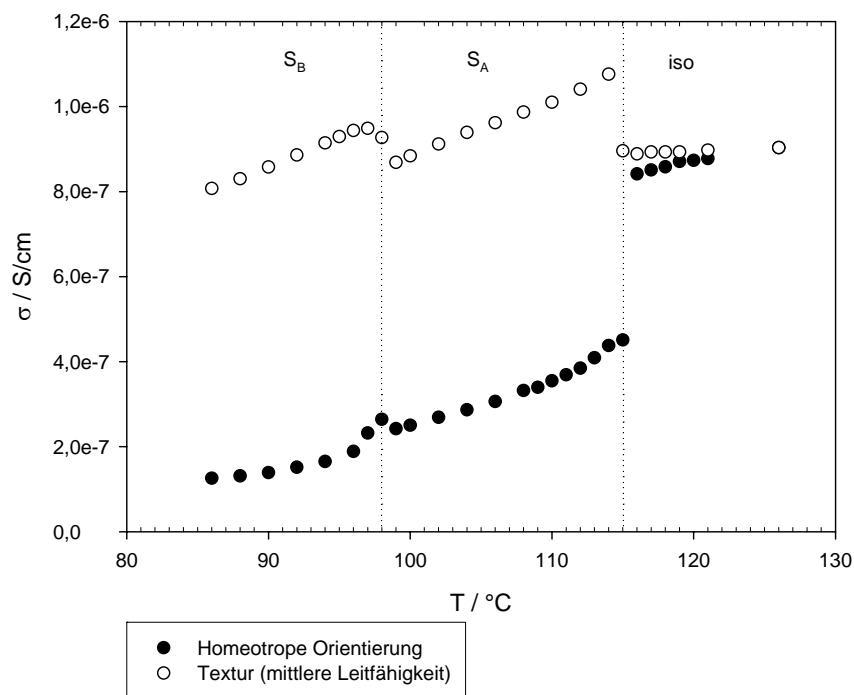 1,2e-6
1,0e-6
8,0e-7
6,0e-7
4,0e-7
2,0e-7
0,0
σ / S/cm
S_B
S_A
iso
80 90 100 110 120 130
T / °C
Homeotrope Orientierung
Textur (mittlere Leitfähigkeit)